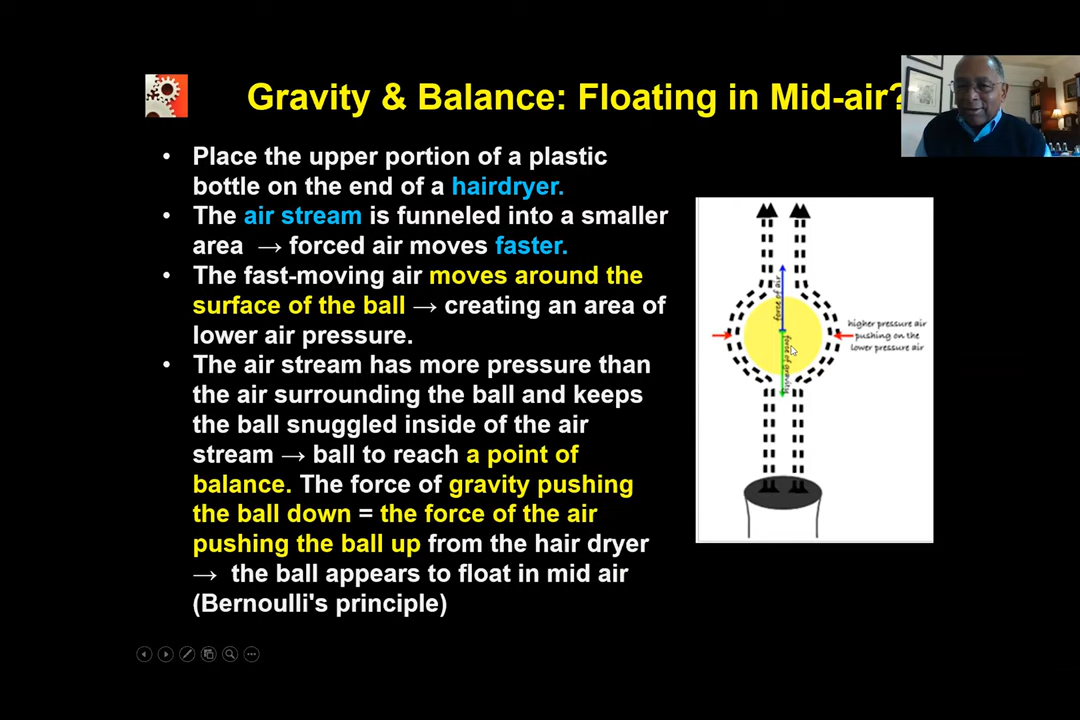 Gravity & Balance: Floating in Mid-air?
• Place the upper portion of a plastic
bottle on the end of a hairdryer.
• The air stream is funneled into a smaller
area → forced air moves faster.
• The fast-moving air moves around the
surface of the ball → creating an area of
lower air pressure.
• The air stream has more pressure than
the air surrounding the ball and keeps
the ball snuggled inside of the air
stream → ball to reach a point of
balance. The force of gravity pushing
the ball down = the force of the air
pushing the ball up from the hair dryer
→ the ball appears to float in mid air
(Bernoulli's principle)
force of air
force of gravity
higher pressure air
pushing on the
lower pressure air